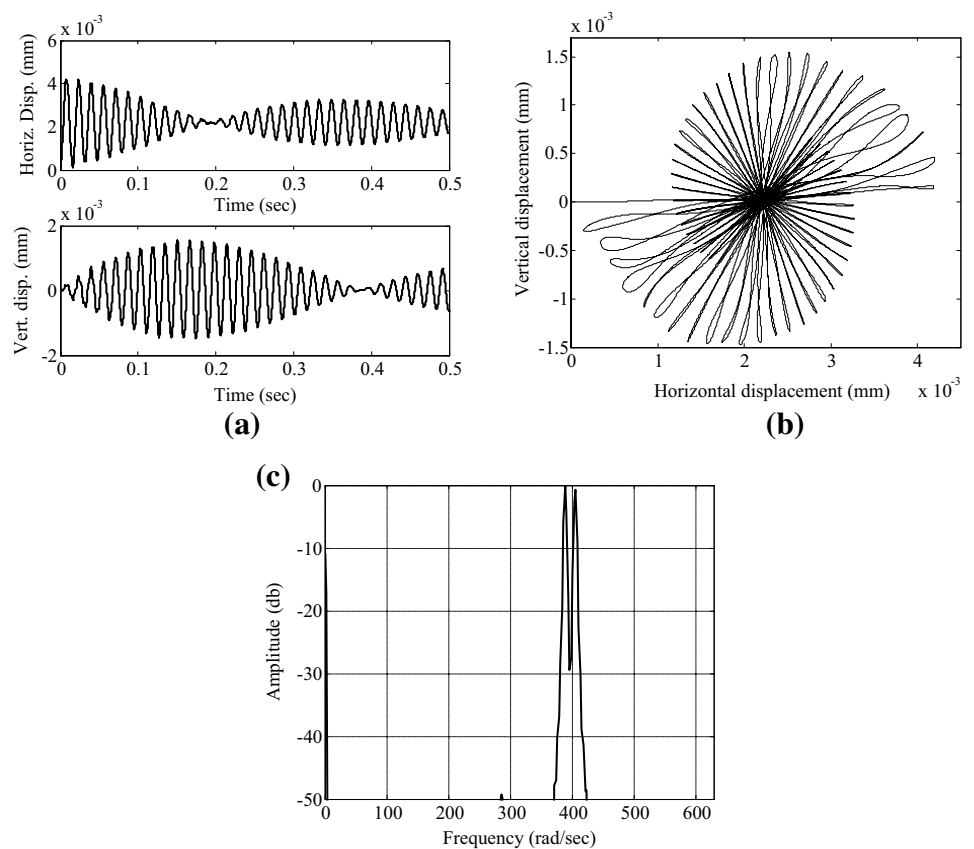 x 10-3
6
4
2
0
Horiz. Disp. (mm)
0 0.1 0.2 0.3 0.4 0.5
Time (sec)
x 10-3
2
0
-2
Vert. disp. (mm)
0 0.1 0.2 0.3 0.4 0.5
Time (sec)
(a)
x 10-3
1.5
1
0.5
0
-0.5
-1
-1.5
Vertical displacement (mm)
0 1 2 3 4
Horizontal displacement (mm) x 10-3
(b)
(c)
0
-10
-20
-30
-40
-50
Amplitude (db)
0 100 200 300 400 500 600
Frequency (rad/sec)